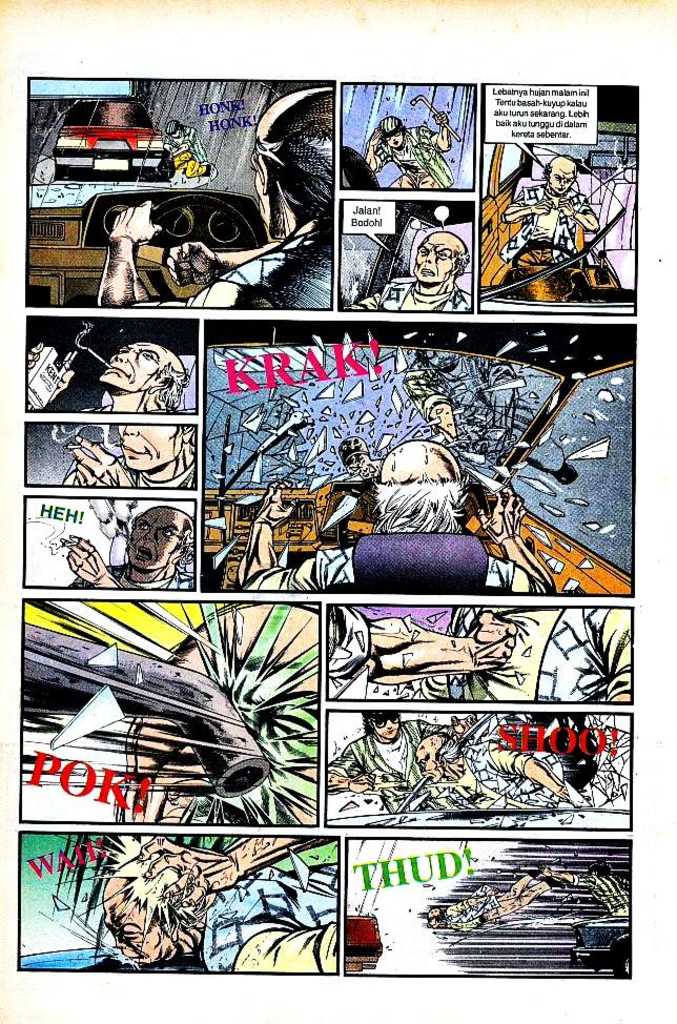 HONK!
HONK!
Lebatnya hujan malam ini!
Tentu basah-kuyup kalau
aku turun sekarang. Lebih
baik aku tunggu di dalam
kereta sebentar.
Jalan!
Bodoh!
HEH!
KRAK!
POK!
SHOO!
WAH!
THUD!